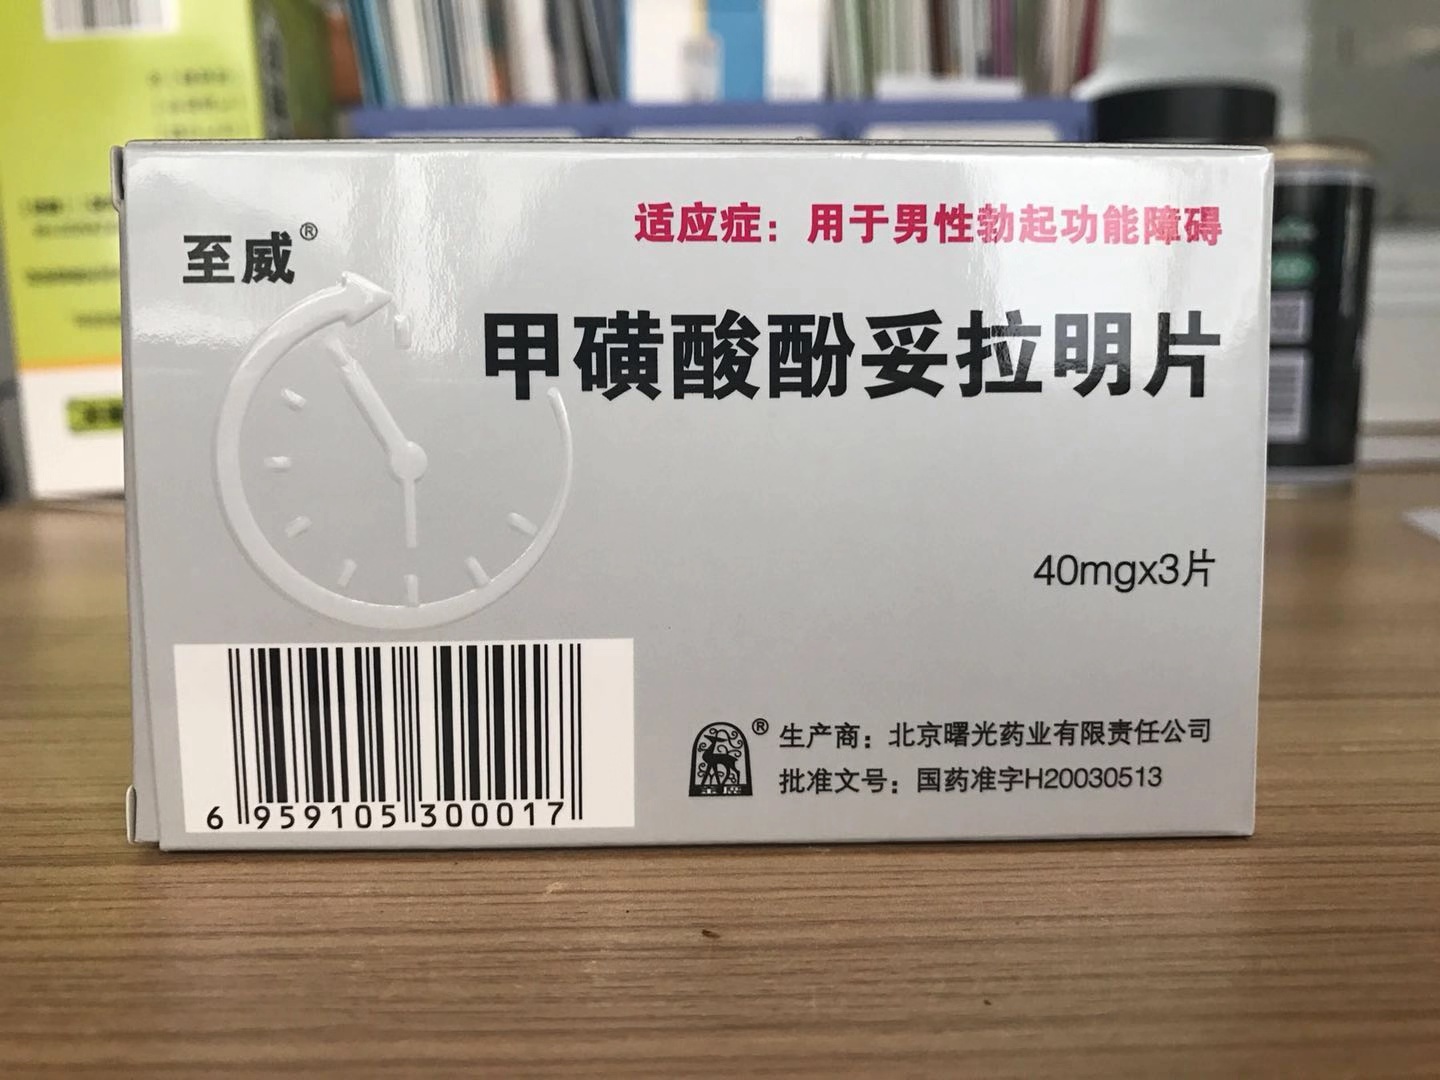 至威®
适应症：用于男性勃起功能障碍
甲磺酸酚妥拉明片
40mgx3片
® 生产商：北京曙光药业有限责任公司
批准文号：国药准字H20030513
6 959105 300017